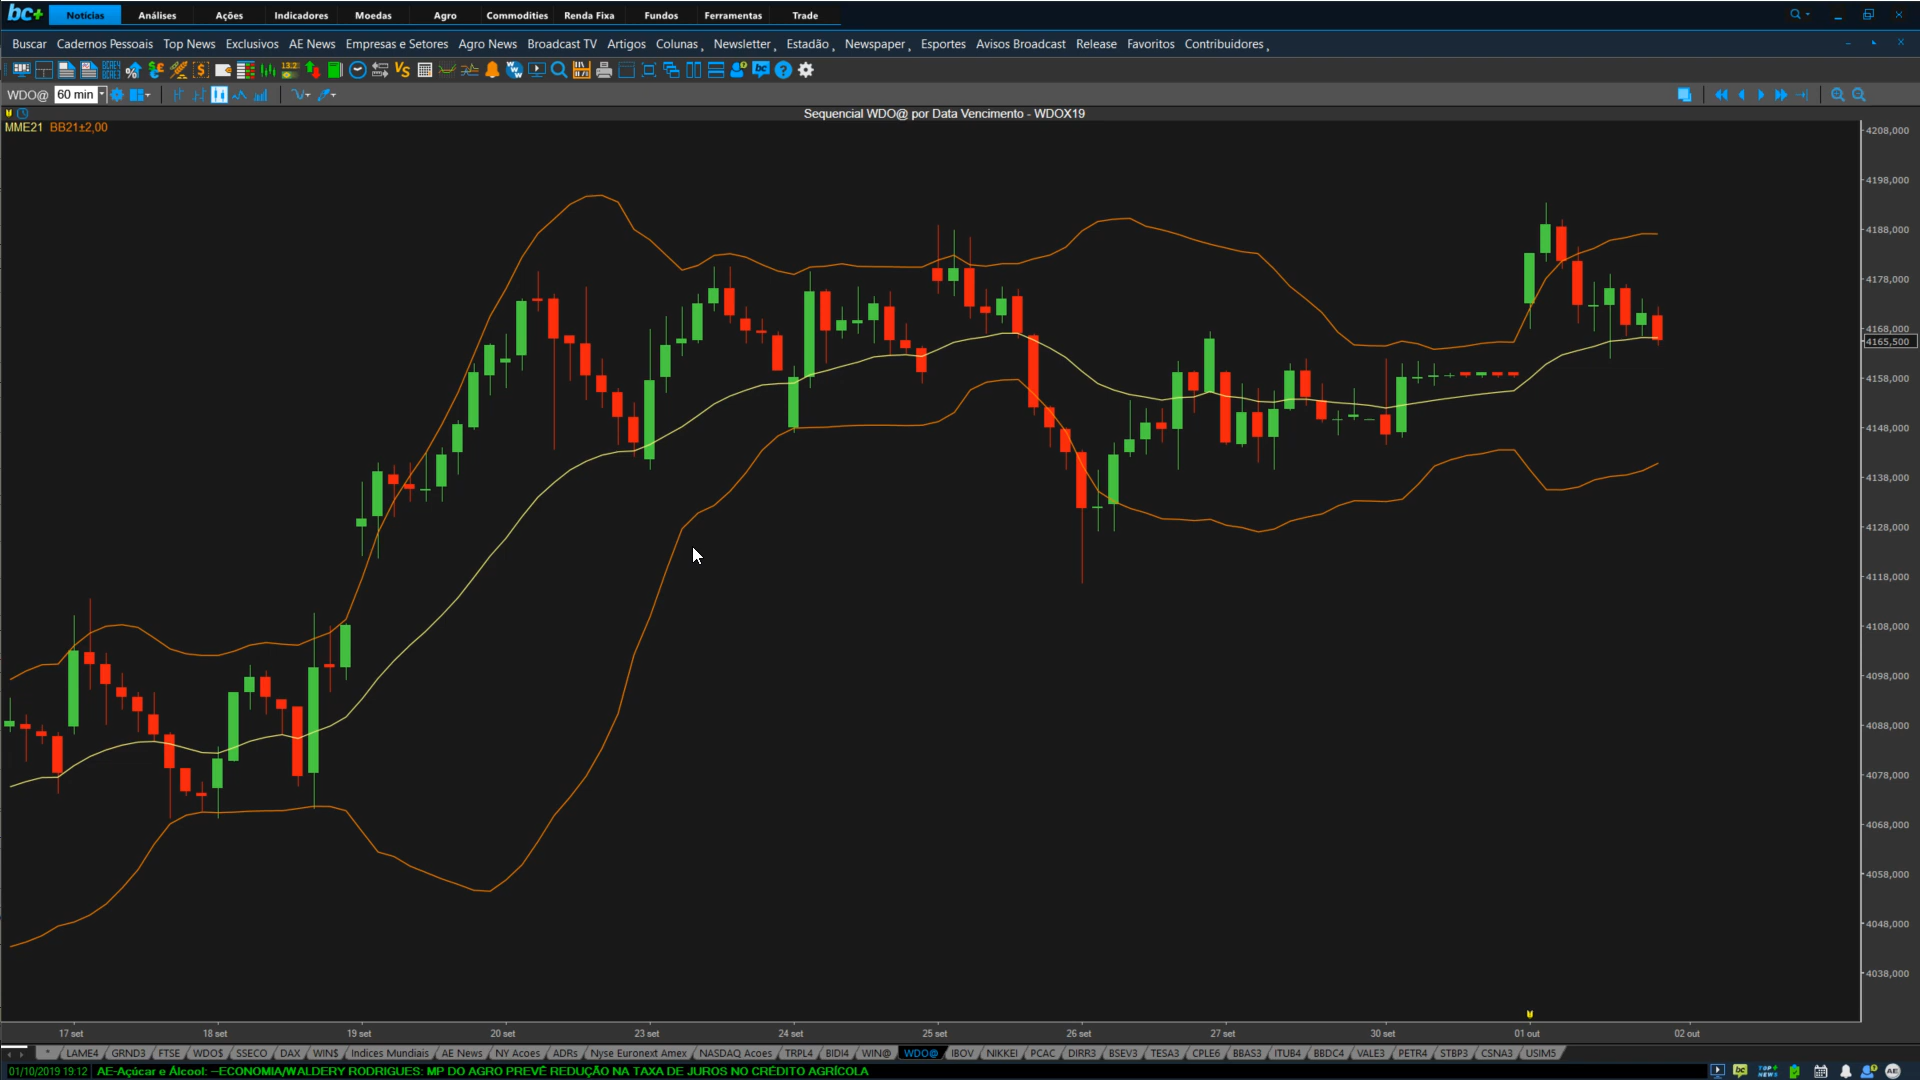 bc+ Notícias Análises Ações Indicadores Moedas Agro Commodities Renda Fixa Fundos Ferramentas Trade
Buscar Cadernos Pessoais Top News Exclusivos AE News Empresas e Setores Agro News Broadcast TV Artigos Colunas Newsletter Estadão Newspaper Esportes Avisos Broadcast Release Favoritos Contribuidores
WDO@ 60 min
Sequencial WDO@ por Data Vencimento - WDOX19
MME21 BB21±2,00
4208,000
4198,000
4188,000
4178,000
4168,000
4165,500
4158,000
4148,000
4138,000
4128,000
4118,000
4108,000
4098,000
4088,000
4078,000
4068,000
4058,000
4048,000
4038,000
17 set 18 set 19 set 20 set 23 set 24 set 25 set 26 set 27 set 30 set 01 out 02 out
* LAME4 GRND3 FTSE WDO$ SSECO DAX WIN$ Indices Mundiais AE News NY Acoes ADRs Nyse Euronext Amex NASDAQ Acoes TRPL4 BIDI4 WIN@ WDO@ IBOV NIKKEI PCAC DIRR3 BSEV3 TESA3 CPLE6 BBAS3 ITUB4 BBDC4 VALE3 PETR4 STBP3 CSNA3 USIM5
01/10/2019 19:12 AE-Açúcar e Álcool: --ECONOMIA/WALDERY RODRIGUES: MP DO AGRO PREVÊ REDUÇÃO NA TAXA DE JUROS NO CRÉDITO AGRÍCOLA